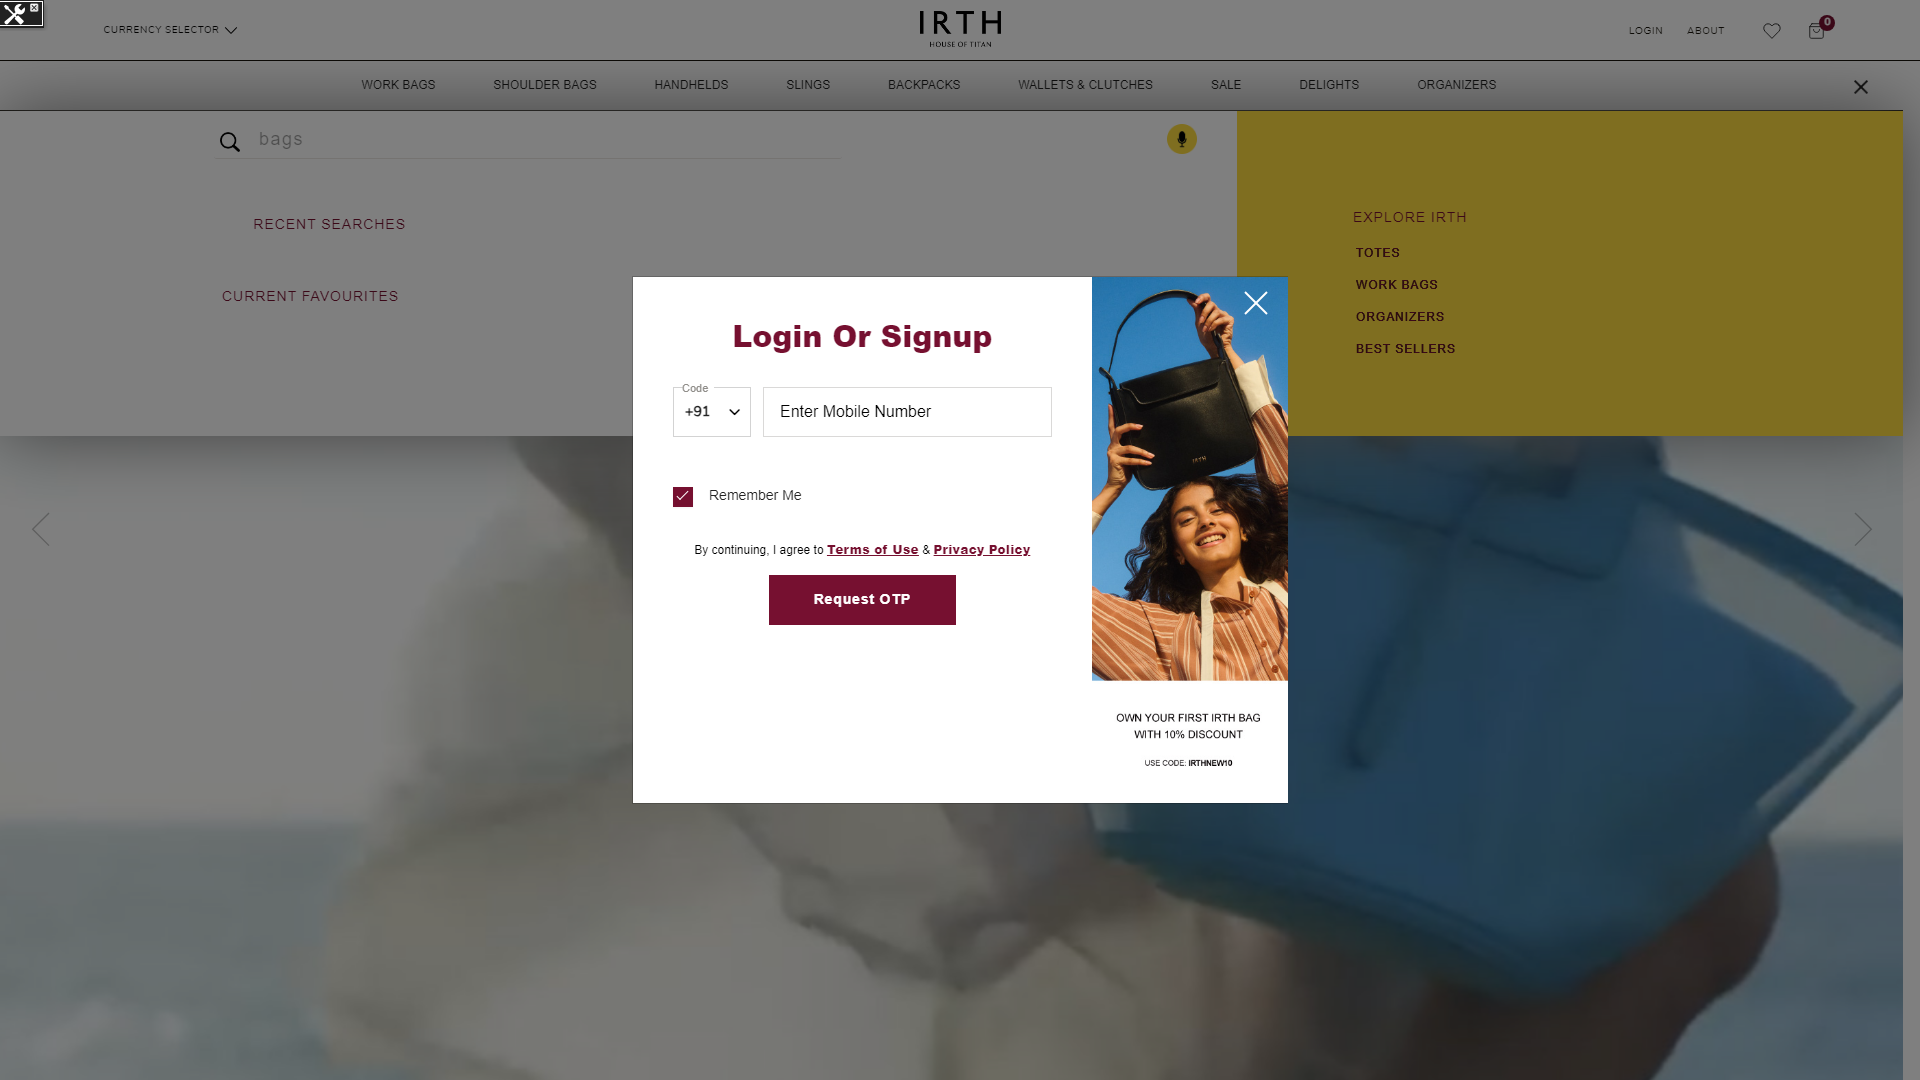 CURRENCY SELECTOR
IRTH
HOUSE OF TITAN
LOGIN
ABOUT
0
WORK BAGS
SHOULDER BAGS
HANDHELDS
SLINGS
BACKPACKS
WALLETS & CLUTCHES
SALE
DELIGHTS
ORGANIZERS
bags
RECENT SEARCHES
CURRENT FAVOURITES
EXPLORE IRTH
TOTES
WORK BAGS
ORGANIZERS
BEST SELLERS
Login Or Signup
Code
+91
Enter Mobile Number
Remember Me
By continuing, I agree to Terms of Use & Privacy Policy
Request OTP
IRTH
OWN YOUR FIRST IRTH BAG
WITH 10% DISCOUNT
USE CODE: IRTHNEW10